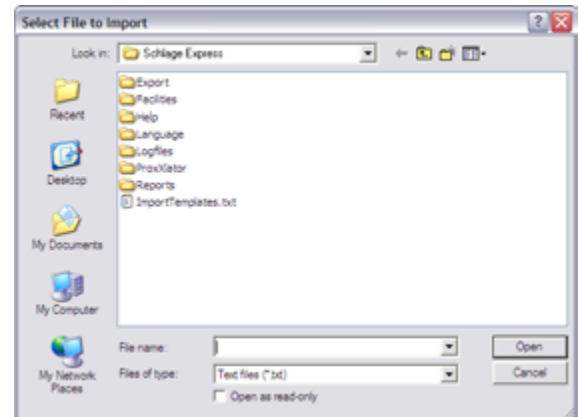 Select File to Import
Look in:
Schlage Express
Export
Facilities
Help
Language
Logfiles
ProxXlator
Reports
ImportTemplates.txt
Recent
Desktop
My Documents
My Computer
My Network
Places
File name:
Open
Files of type:
Text files (*.txt)
Cancel
Open as read-only